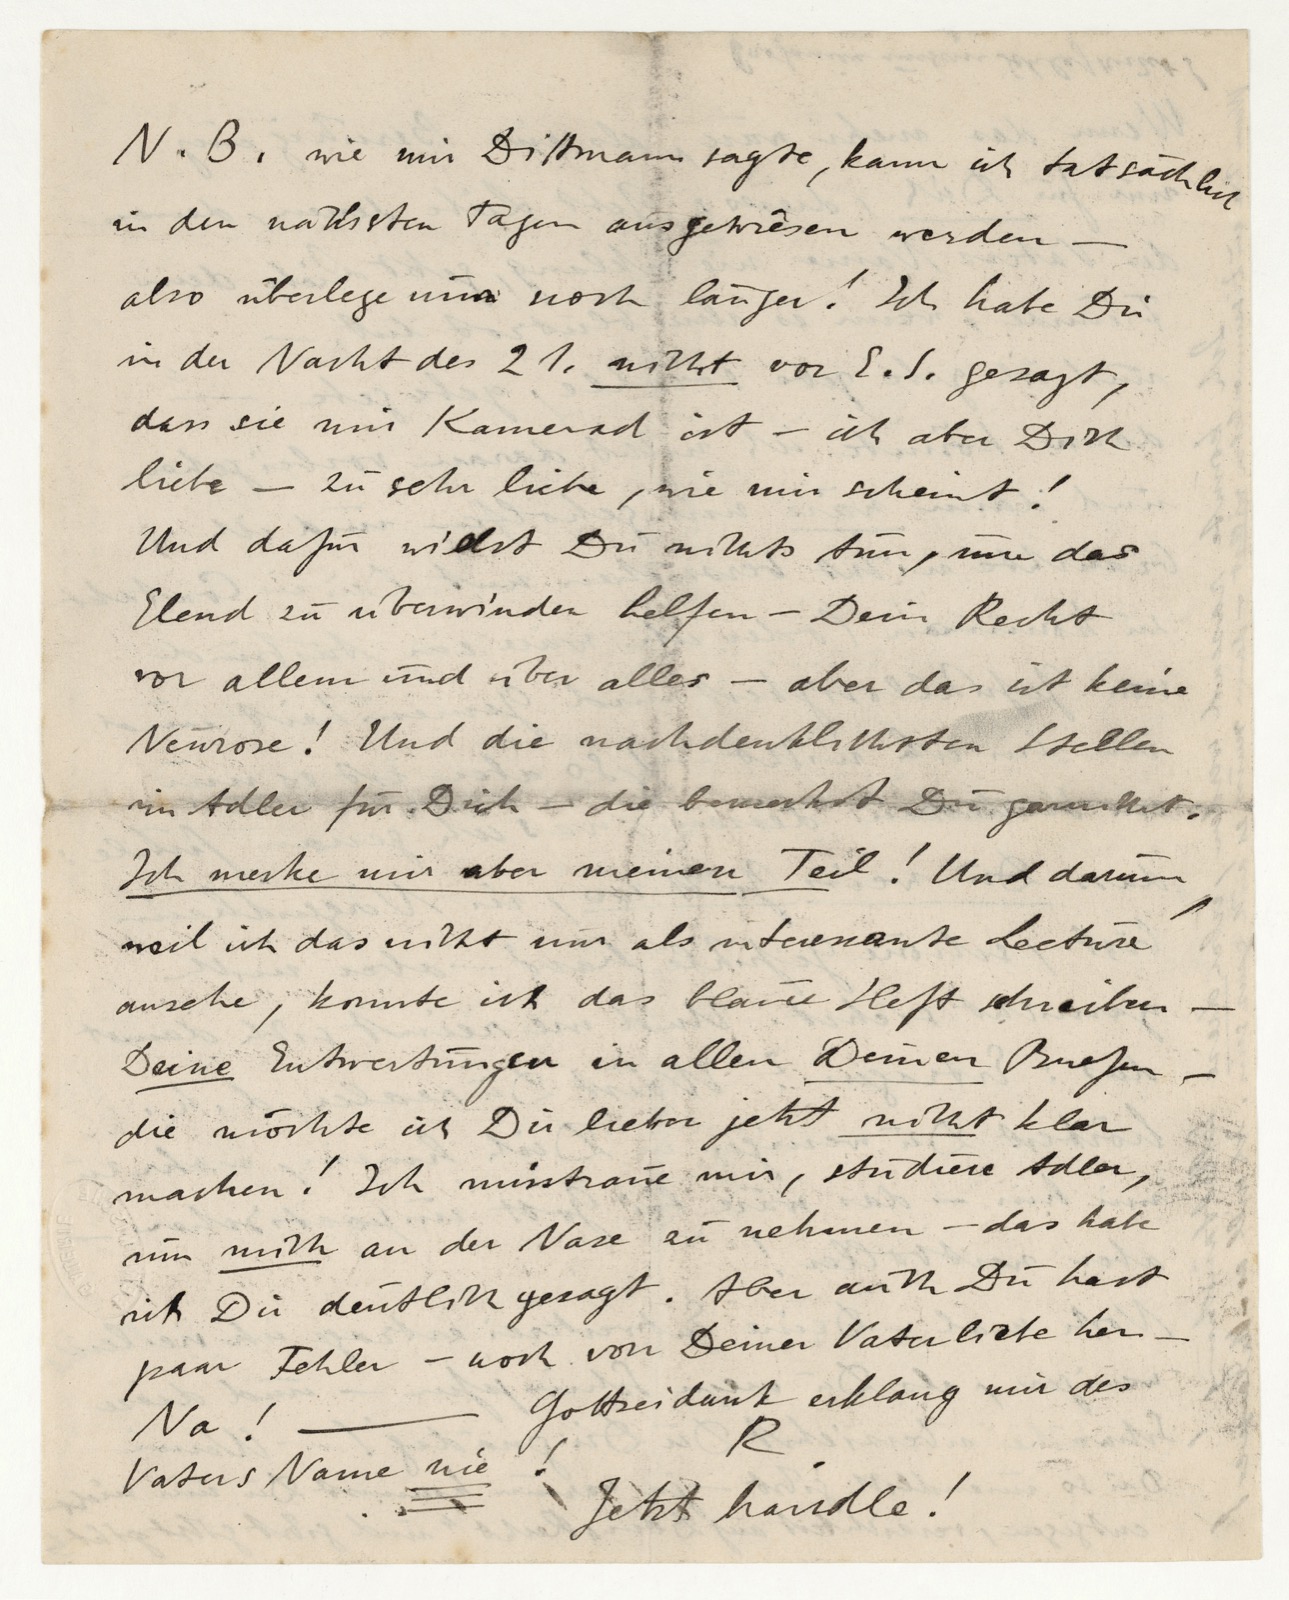 N. B. wie mir Dittmann sagte, kann ich tatsächlich
in den nächsten Tagen ausgewiesen werden —
also überlege nur noch länger! Ich habe Dir
in der Nacht des 21. nicht vor E. S. gesagt,
dass sie mir Kamerad ist — ich aber Dich
liebe — zu sehr liebe, wie mir scheint!
Und dafür willst Du nichts tun, um das
Elend zu überwinden helfen — Dein Recht
vor allem und über alles — aber das ist keine
Neurose! Und die nachdenklichsten Stellen
im Adler für Dich — die bemerkst Du gar nicht.
Ich merke mir aber meinen Teil! Und darum,
weil ich das nicht nur als interessante Lecture
ansehe, konnte ich das blaue Heft schreiben —
Deine Entwertungen in allen Deinen Briefen —
die möchte ich Dir lieber jetzt nicht klar
machen! Ich misstraue mir, studiere Adler,
um mich an der Nase zu nehmen — das habe
ich Dir deutlich gesagt. Aber auch Du hast
paar Fehler — noch von Deiner Vaterliebe her —
Na! — Gottseidank erklang mir des
Vaters Name nie!
R.
Jetzt handle!